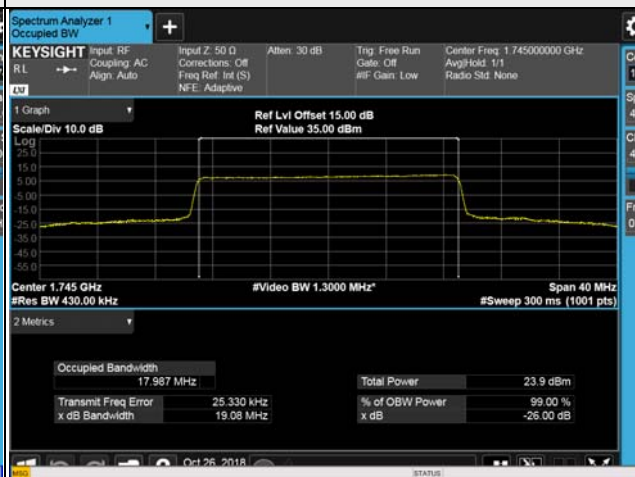 Spectrum Analyzer 1
Occupied BW
KEYSIGHT
RL
Input: RF
Coupling: AC
Align: Auto
Input Z: 50 Ω
Corrections: Off
Freq Ref: Int (S)
NFE: Adaptive
Atten: 30 dB
Trig: Free Run
Gate: Off
#IF Gain: Low
Center Freq: 1.745000000 GHz
Avg|Hold: 1/1
Radio Std: None
1 Graph
Scale/Div 10.0 dB
Ref Lvl Offset 15.00 dB
Ref Value 35.00 dBm
Log
25.0
15.0
5.00
-5.00
-15.0
-25.0
-35.0
-45.0
-55.0
Center 1.745 GHz
#Video BW 1.3000 MHz*
Span 40 MHz
#Res BW 430.00 kHz
#Sweep 300 ms (1001 pts)
2 Metrics
Occupied Bandwidth
17.987 MHz
Total Power 23.9 dBm
Transmit Freq Error 25.330 kHz
% of OBW Power 99.00 %
x dB Bandwidth 19.08 MHz
x dB -26.00 dB
Oct 26, 2018
MSG
STATUS